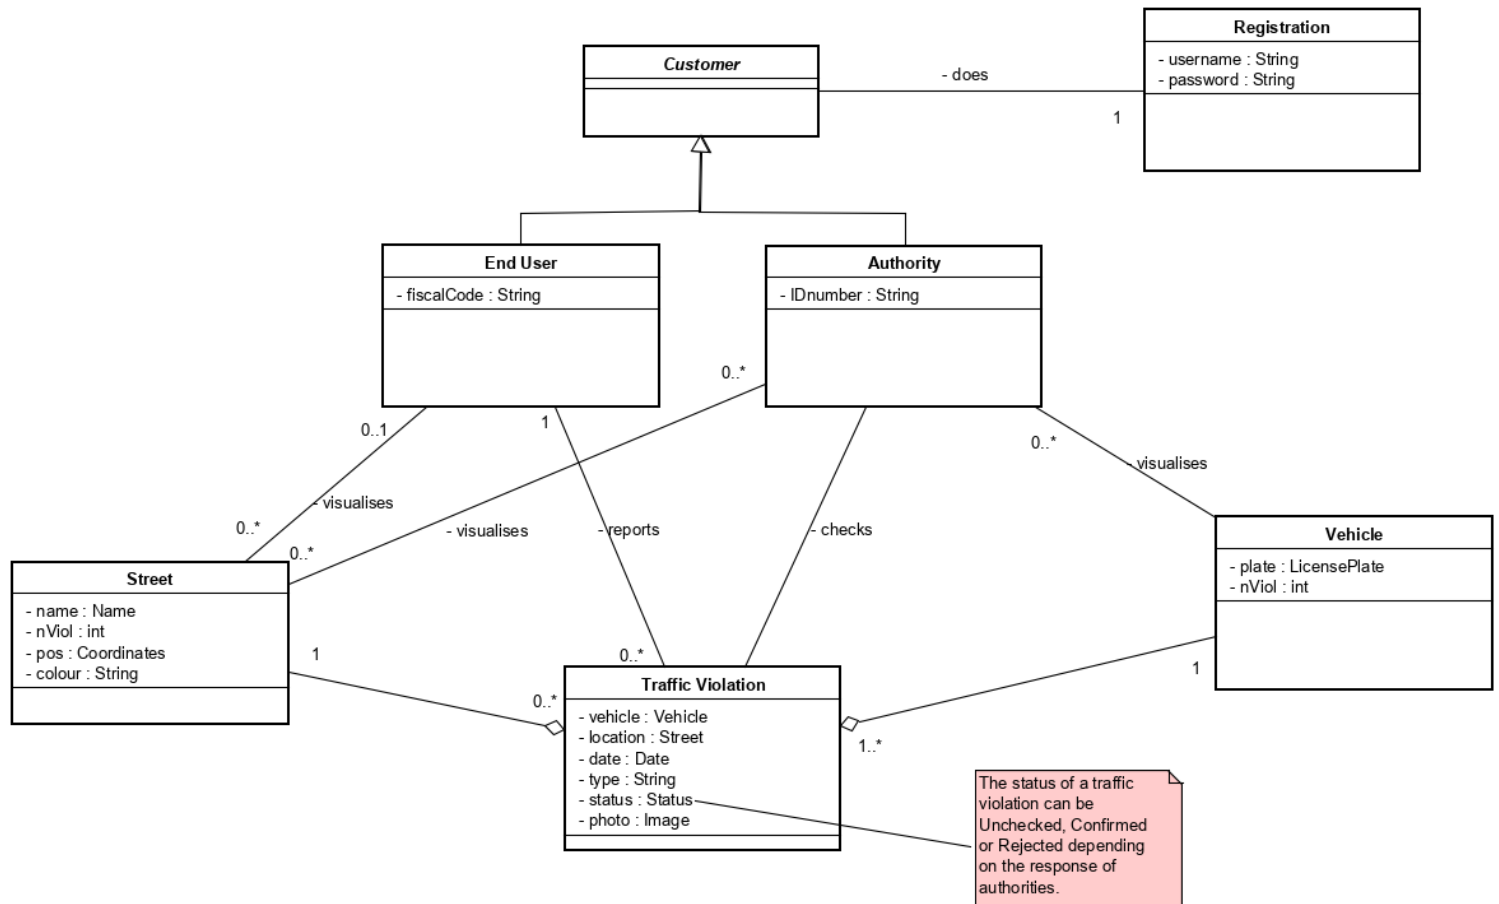 Registration
- username : String
- password : String
Customer
- does
1
End User
- fiscalCode : String
Authority
- IDnumber : String
0..*
0..1
1
0..*
- visualises
- visualises
0..*
0..*
- visualises
- reports
- checks
Street
- name : Name
- nViol : int
- pos : Coordinates
- colour : String
Vehicle
- plate : LicensePlate
- nViol : int
1
0..*
0..*
1
1..*
Traffic Violation
- vehicle : Vehicle
- location : Street
- date : Date
- type : String
- status : Status
- photo : Image
The status of a traffic
violation can be
Unchecked, Confirmed
or Rejected depending
on the response of
authorities.